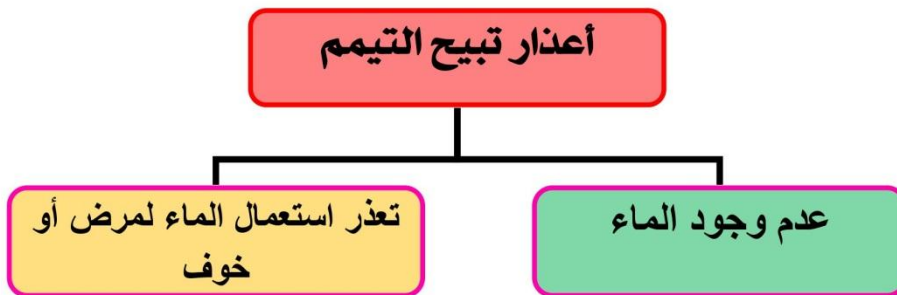 أعذار تبيح التيمم
عدم وجود الماء
تعذر استعمال الماء لمرض أو
خوف